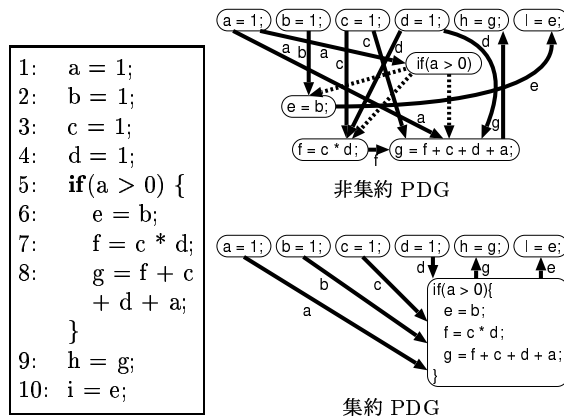 1: a = 1;
2: b = 1;
3: c = 1;
4: d = 1;
5: if(a > 0) {
6: e = b;
7: f = c * d;
8: g = f + c
+ d + a;
}
9: h = g;
10: i = e;
a = 1; b = 1; c = 1; d = 1; h = g; l = e;
a b a c c d d
if(a > 0)
e
e = b;
a g
f = c * d; f g = f + c + d + a;
非集約 PDG
a = 1; b = 1; c = 1; d = 1; h = g; l = e;
a b c d g e
if(a > 0){
e = b;
f = c * d;
g = f + c + d + a;
}
集約 PDG